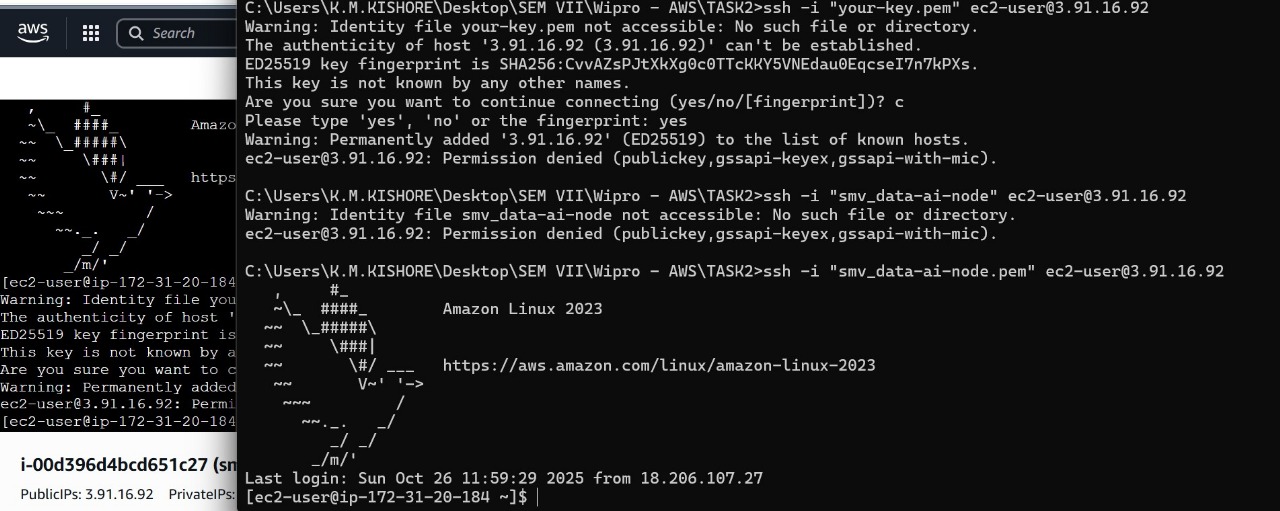 aws
Search
Amazo
https
[ec2-user@ip-172-31-20-184
Warning: Identity file you
The authenticity of host '
ED25519 key fingerprint is
This key is not known by a
Are you sure you want to c
Warning: Permanently added
ec2-user@3.91.16.92: Permi
[ec2-user@ip-172-31-20-184
i-00d396d4bcd651c27 (sn
PublicIPs: 3.91.16.92 PrivateIPs:
C:\Users\K.M.KISHORE\Desktop\SEM VII\Wipro - AWS\TASK2>ssh -i "your-key.pem" ec2-user@3.91.16.92
Warning: Identity file your-key.pem not accessible: No such file or directory.
The authenticity of host '3.91.16.92 (3.91.16.92)' can't be established.
ED25519 key fingerprint is SHA256:CvvAZsPJtXkXg0c0TTcKKY5VNEdau0EqcseI7n7kPXs.
This key is not known by any other names.
Are you sure you want to continue connecting (yes/no/[fingerprint])? c
Please type 'yes', 'no' or the fingerprint: yes
Warning: Permanently added '3.91.16.92' (ED25519) to the list of known hosts.
ec2-user@3.91.16.92: Permission denied (publickey,gssapi-keyex,gssapi-with-mic).
C:\Users\K.M.KISHORE\Desktop\SEM VII\Wipro - AWS\TASK2>ssh -i "smv_data-ai-node" ec2-user@3.91.16.92
Warning: Identity file smv_data-ai-node not accessible: No such file or directory.
ec2-user@3.91.16.92: Permission denied (publickey,gssapi-keyex,gssapi-with-mic).
C:\Users\K.M.KISHORE\Desktop\SEM VII\Wipro - AWS\TASK2>ssh -i "smv_data-ai-node.pem" ec2-user@3.91.16.92
   ,     #_
   ~\_  ####_        Amazon Linux 2023
  ~~  \_#####\
  ~~     \###|
  ~~       \#/ ___   https://aws.amazon.com/linux/amazon-linux-2023
   ~~       V~' '->
    ~~~         /
      ~~._.   _/
         _/ _/
       _/m/'
Last login: Sun Oct 26 11:59:29 2025 from 18.206.107.27
[ec2-user@ip-172-31-20-184 ~]$